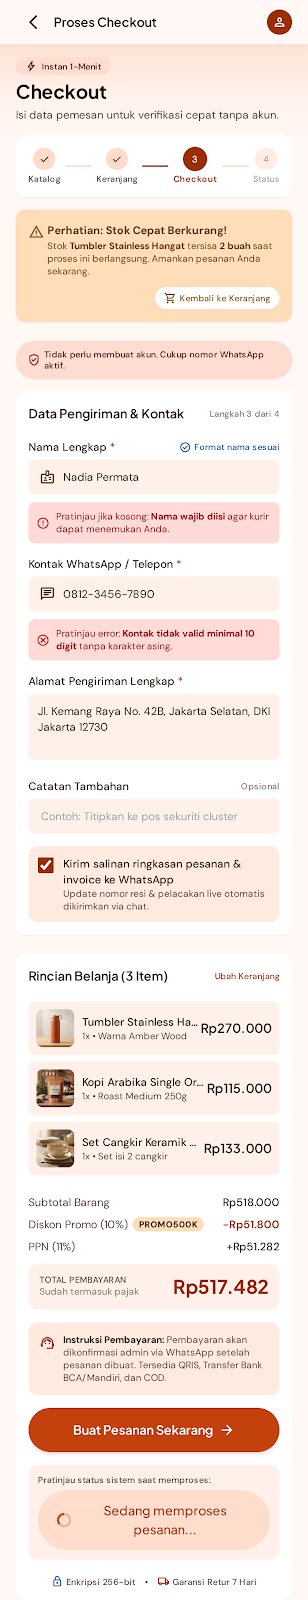 Proses Checkout
Instan 1-Menit
Checkout
Isi data pemesan untuk verifikasi cepat tanpa akun.
3
4
Katalog
Keranjang
Checkout
Status
Perhatian: Stok Cepat Berkurang!
Stok Tumbler Stainless Hangat tersisa 2 buah saat
proses ini berlangsung. Amankan pesanan Anda
sekarang.
Kembali ke Keranjang
Tidak perlu membuat akun. Cukup nomor WhatsApp
aktif.
Data Pengiriman & Kontak
Langkah 3 dari 4
Nama Lengkap *
Format nama sesuai
Nadia Permata
Pratinjau jika kosong: Nama wajib diisi agar kurir
dapat menemukan Anda.
Kontak WhatsApp / Telepon *
0812-3456-7890
Pratinjau error: Kontak tidak valid minimal 10
digit tanpa karakter asing.
Alamat Pengiriman Lengkap *
Jl. Kemang Raya No. 42B, Jakarta Selatan, DKI
Jakarta 12730
Catatan Tambahan
Opsional
Contoh: Titipkan ke pos sekuriti cluster
Kirim salinan ringkasan pesanan &
invoice ke WhatsApp
Update nomor resi & pelacakan live otomatis
dikirimkan via chat.
Rincian Belanja (3 Item)
Ubah Keranjang
Tumbler Stainless Ha...
1x • Warna Amber Wood
Rp270.000
Kopi Arabika Single Or...
1x • Roast Medium 250g
Rp115.000
Set Cangkir Keramik ...
1x • Set isi 2 cangkir
Rp133.000
Subtotal Barang
Rp518.000
Diskon Promo (10%)
PROMO500K
-Rp51.800
PPN (11%)
+Rp51.282
TOTAL PEMBAYARAN
Sudah termasuk pajak
Rp517.482
Instruksi Pembayaran: Pembayaran akan
dikonfirmasi admin via WhatsApp setelah
pesanan dibuat. Tersedia QRIS, Transfer Bank
BCA/Mandiri, dan COD.
Buat Pesanan Sekarang
Pratinjau status sistem saat memproses:
Sedang memproses
pesanan...
Enkripsi 256-bit • Garansi Retur 7 Hari